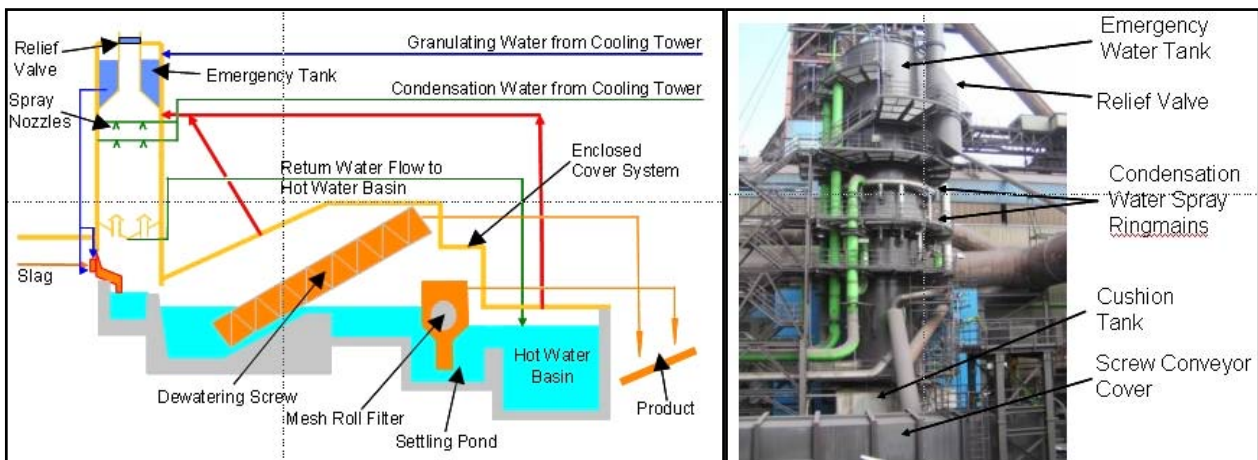 Relief
Valve
Granulating Water from Cooling Tower
Emergency Tank
Spray
Nozzles
Condensation Water from Cooling Tower
Return Water Flow to
Hot Water Basin
Enclosed
Cover System
Slag
Hot Water
Basin
Dewatering Screw
Mesh Roll Filter
Settling Pond
Product
Emergency
Water Tank
Relief Valve
Condensation
Water Spray
Ringmains
Cushion
Tank
Screw Conveyor
Cover